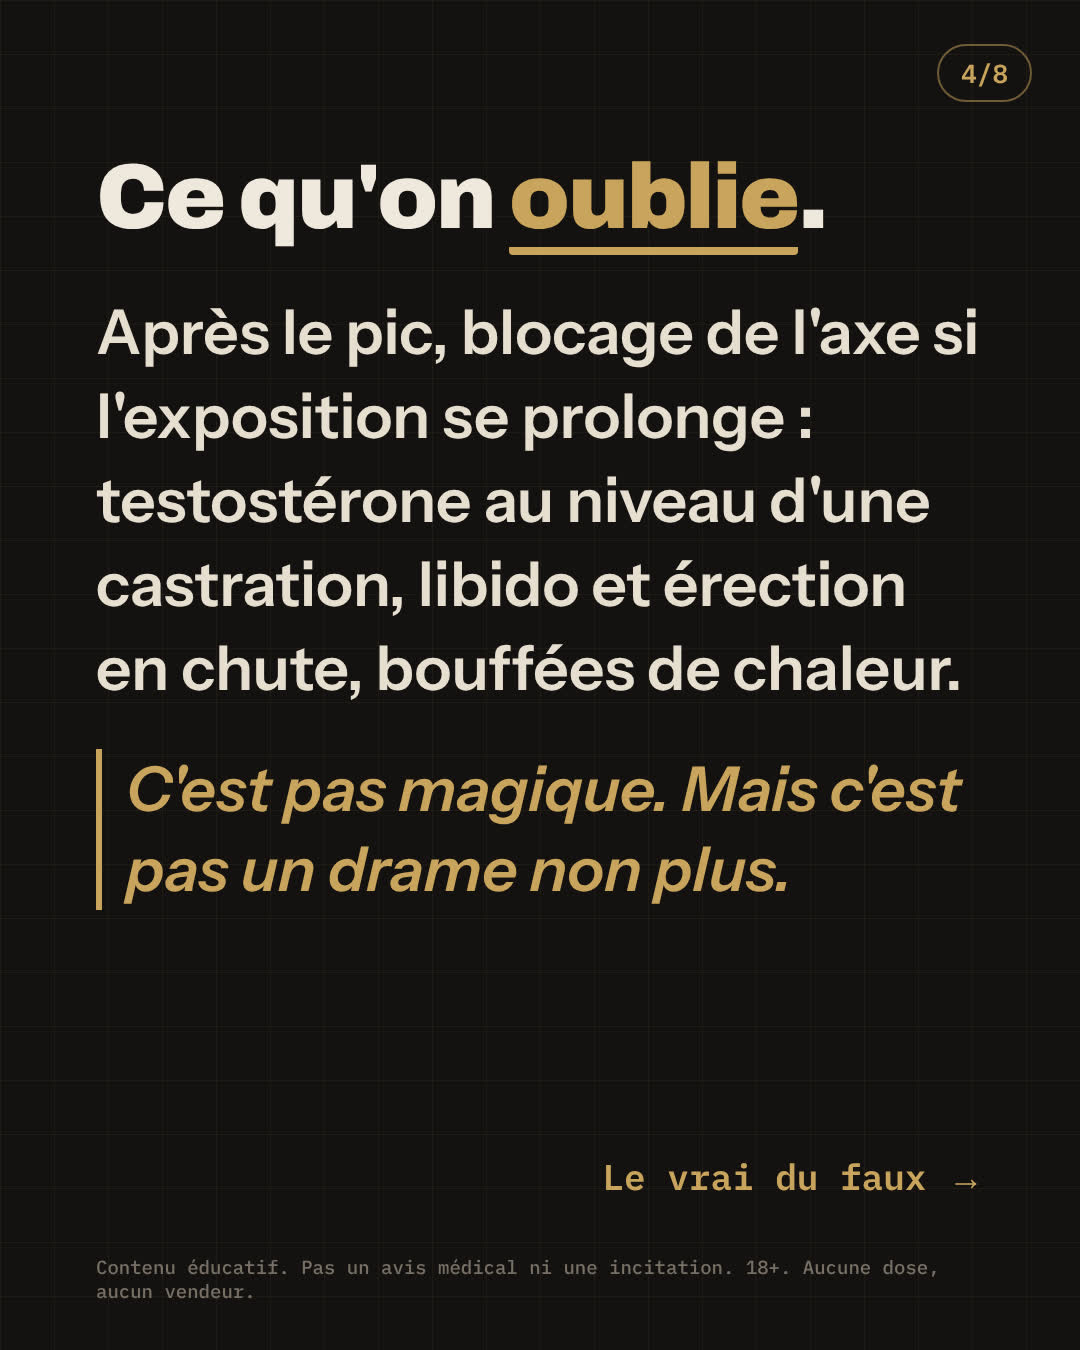 4/8
Ce qu'on oublie.
Après le pic, blocage de l'axe si
l'exposition se prolonge :
testostérone au niveau d'une
castration, libido et érection
en chute, bouffées de chaleur.
C'est pas magique. Mais c'est
pas un drame non plus.
Le vrai du faux →
Contenu éducatif. Pas un avis médical ni une incitation. 18+. Aucune dose,
aucun vendeur.